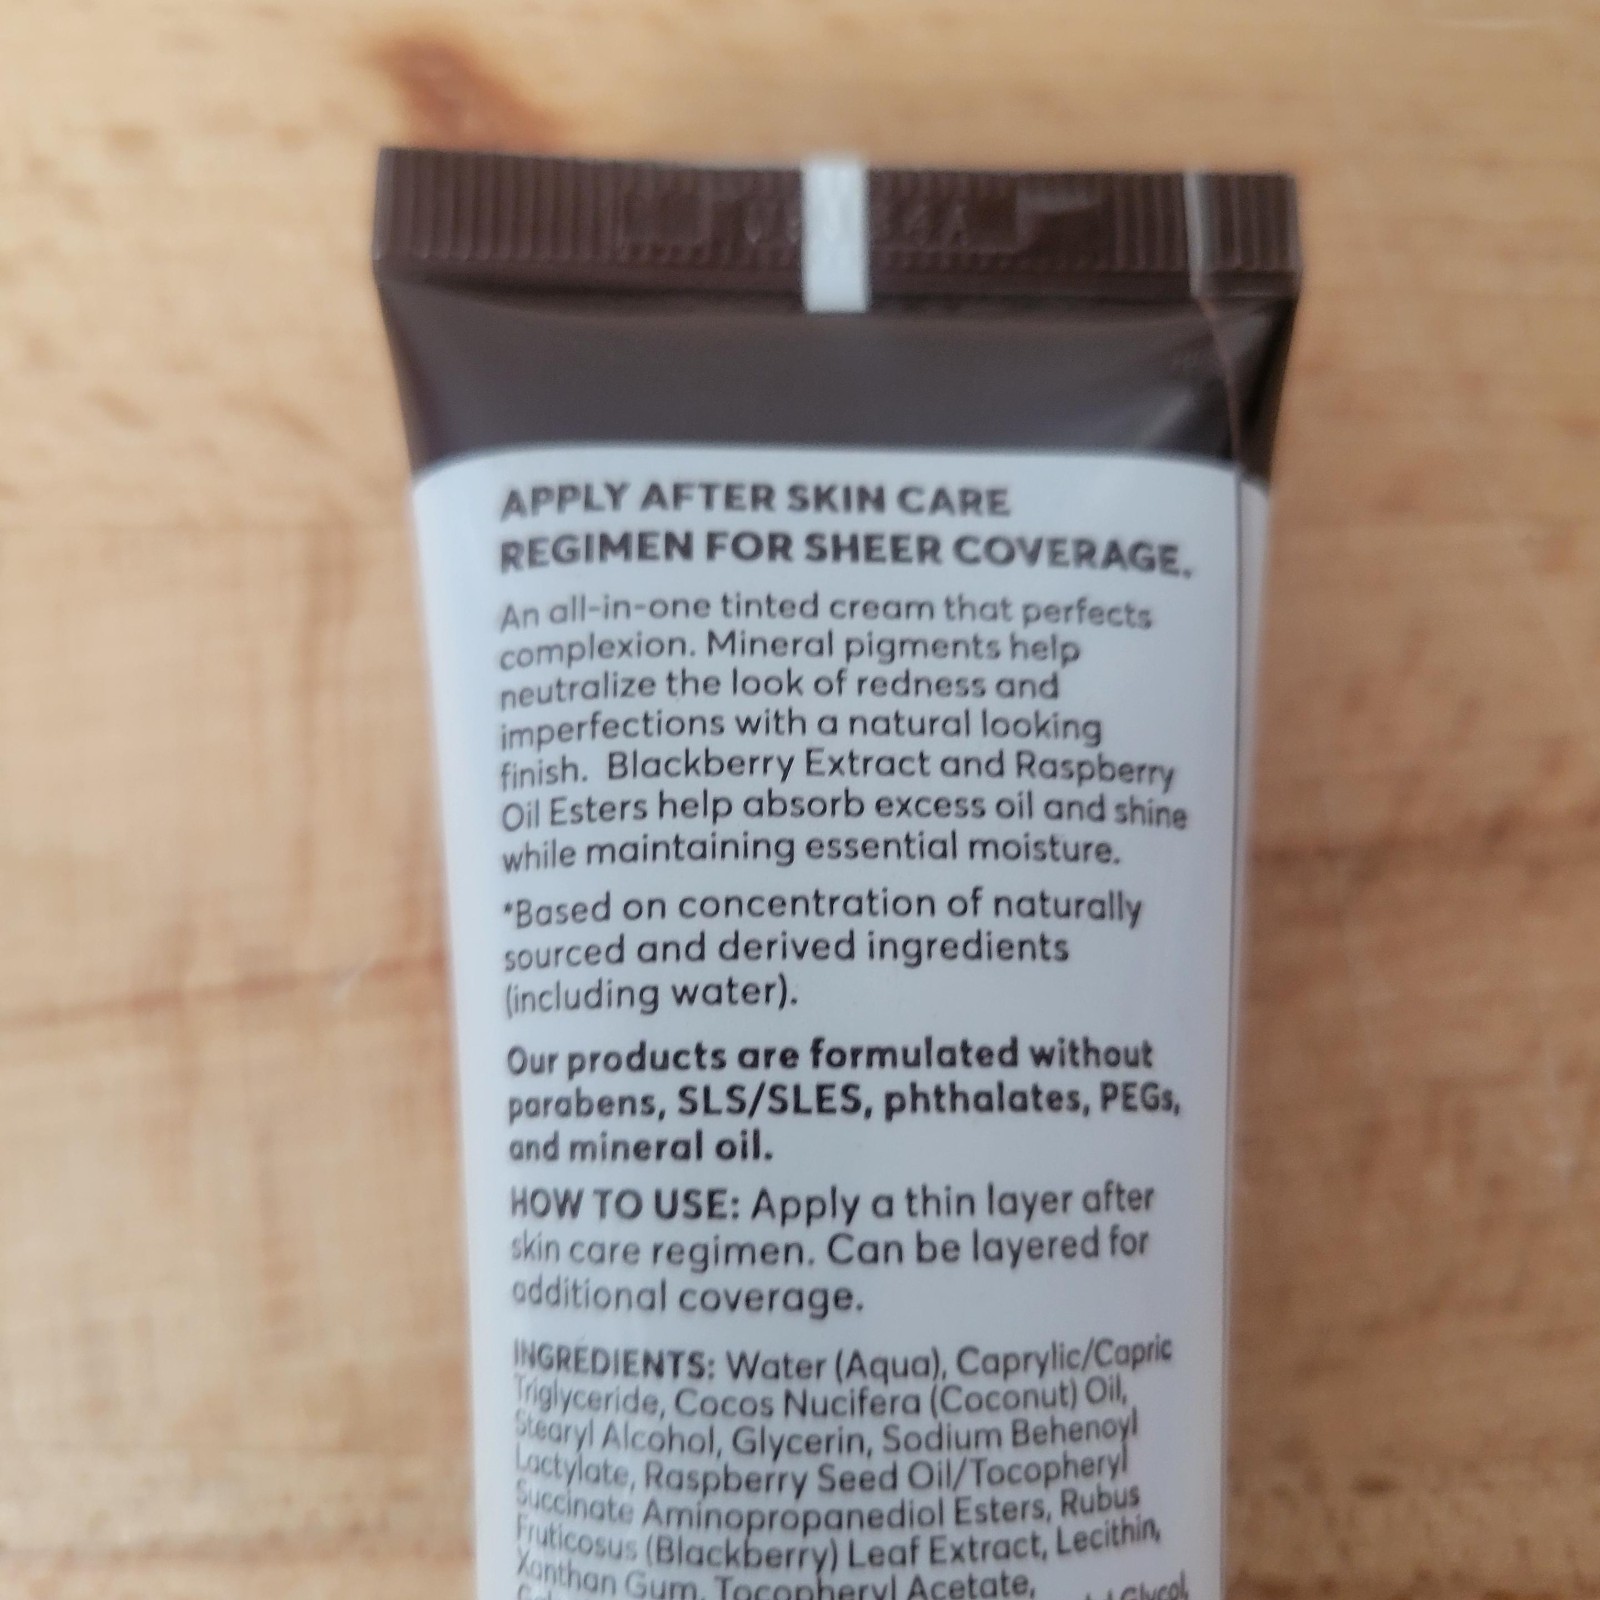 APPLY AFTER SKIN CARE
REGIMEN FOR SHEER COVERAGE.
An all-in-one tinted cream that perfects
complexion. Mineral pigments help
neutralize the look of redness and
imperfections with a natural looking
finish. Blackberry Extract and Raspberry
Oil Esters help absorb excess oil and shine
while maintaining essential moisture.
*Based on concentration of naturally
sourced and derived ingredients
(including water).
Our products are formulated without
parabens, SLS/SLES, phthalates, PEGs,
and mineral oil.
HOW TO USE: Apply a thin layer after
skin care regimen. Can be layered for
additional coverage.
INGREDIENTS: Water (Aqua), Caprylic/Capric
Triglyceride, Cocos Nucifera (Coconut) Oil,
Stearyl Alcohol, Glycerin, Sodium Behenoyl
Lactylate, Raspberry Seed Oil/Tocopheryl
Succinate Aminopropanediol Esters, Rubus
Fruticosus (Blackberry) Leaf Extract, Lecithin,
Xanthan Gum, Tocopheryl Acetate,
Glycol,